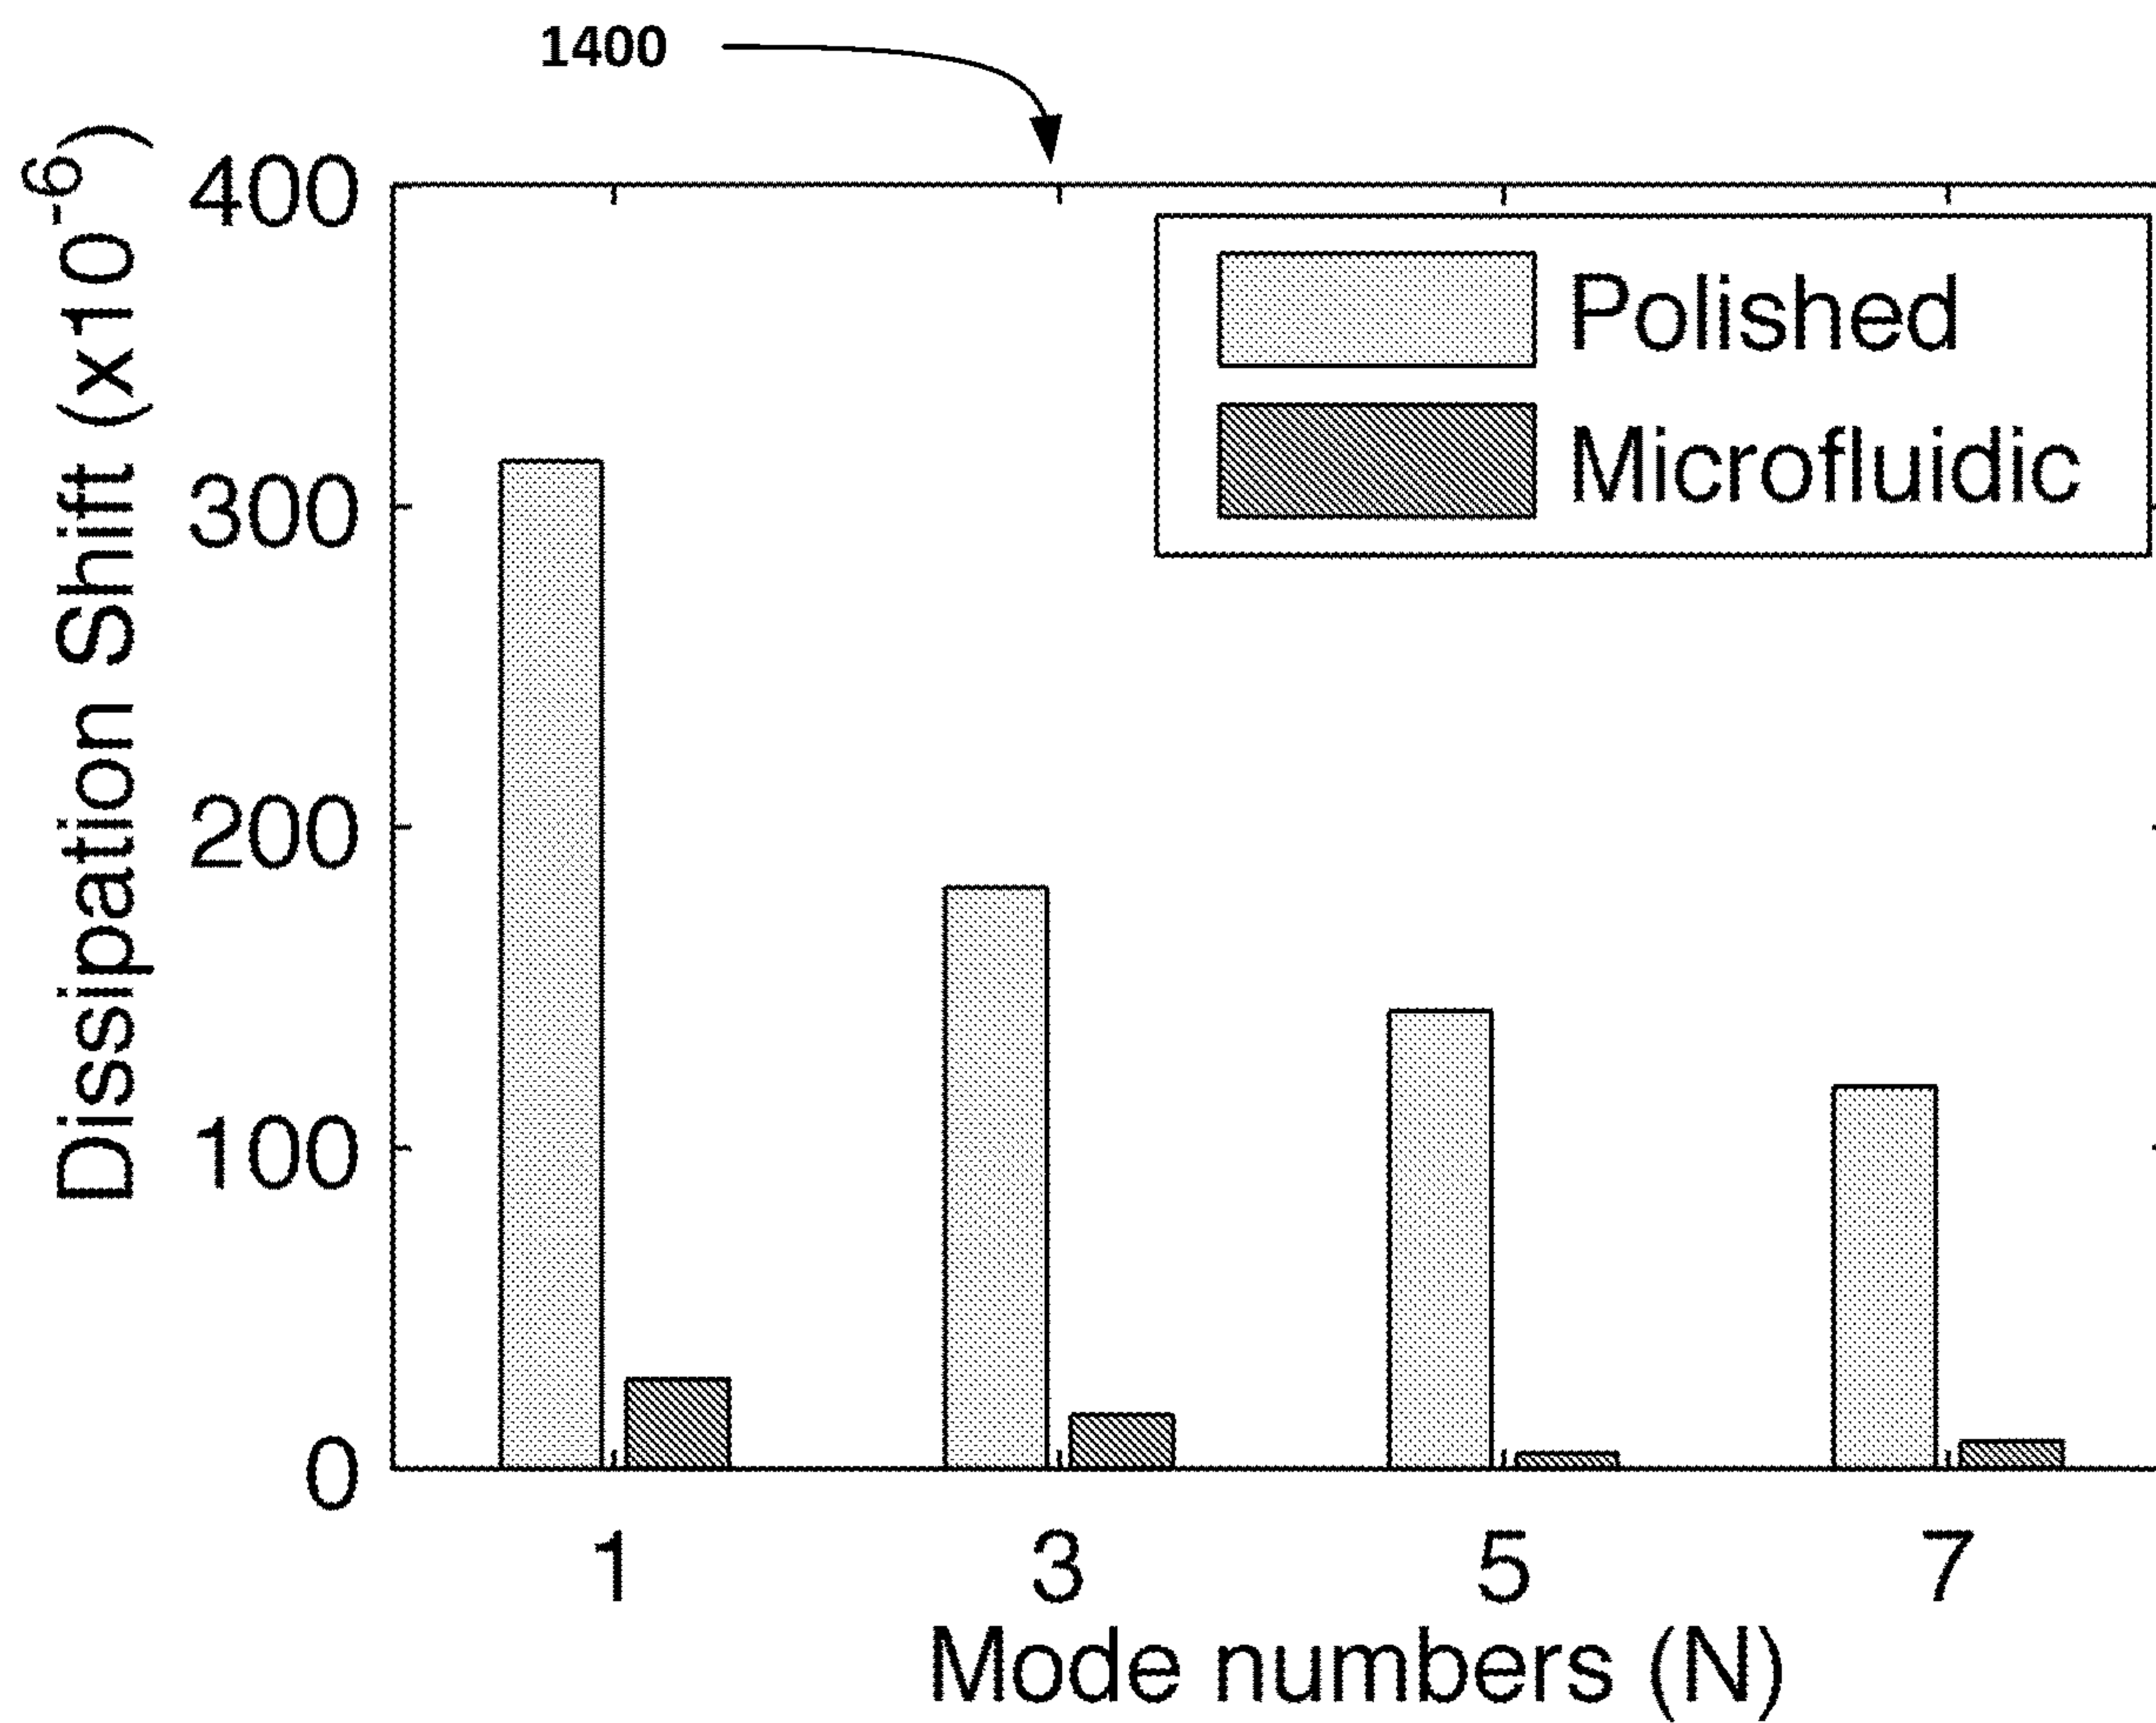 1400
Dissipation Shift (x10⁻⁶)
400
300
200
100
0
Polished
Microfluidic
1 3 5 7
Mode numbers (N)